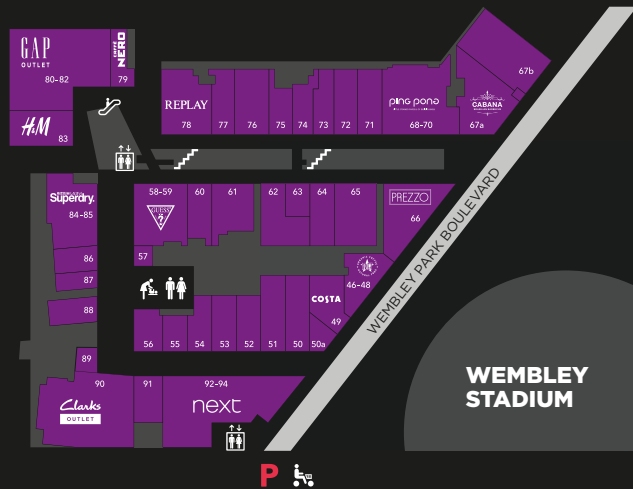 GAP
OUTLET
80-82
CAFFÈ
NERO
79
H&M
83
REPLAY
78
77
76
75
74
73
72
71
ping pong
68-70
CABANA
67a
67b
Superdry.
84-85
86
87
88
89
58-59
GUESS
?
60
61
62
63
64
65
PREZZO
66
57
46-48
COSTA
49
56
55
54
53
52
51
50
50a
90
Clarks
OUTLET
91
92-94
next
WEMBLEY PARK BOULEVARD
WEMBLEY
STADIUM
P